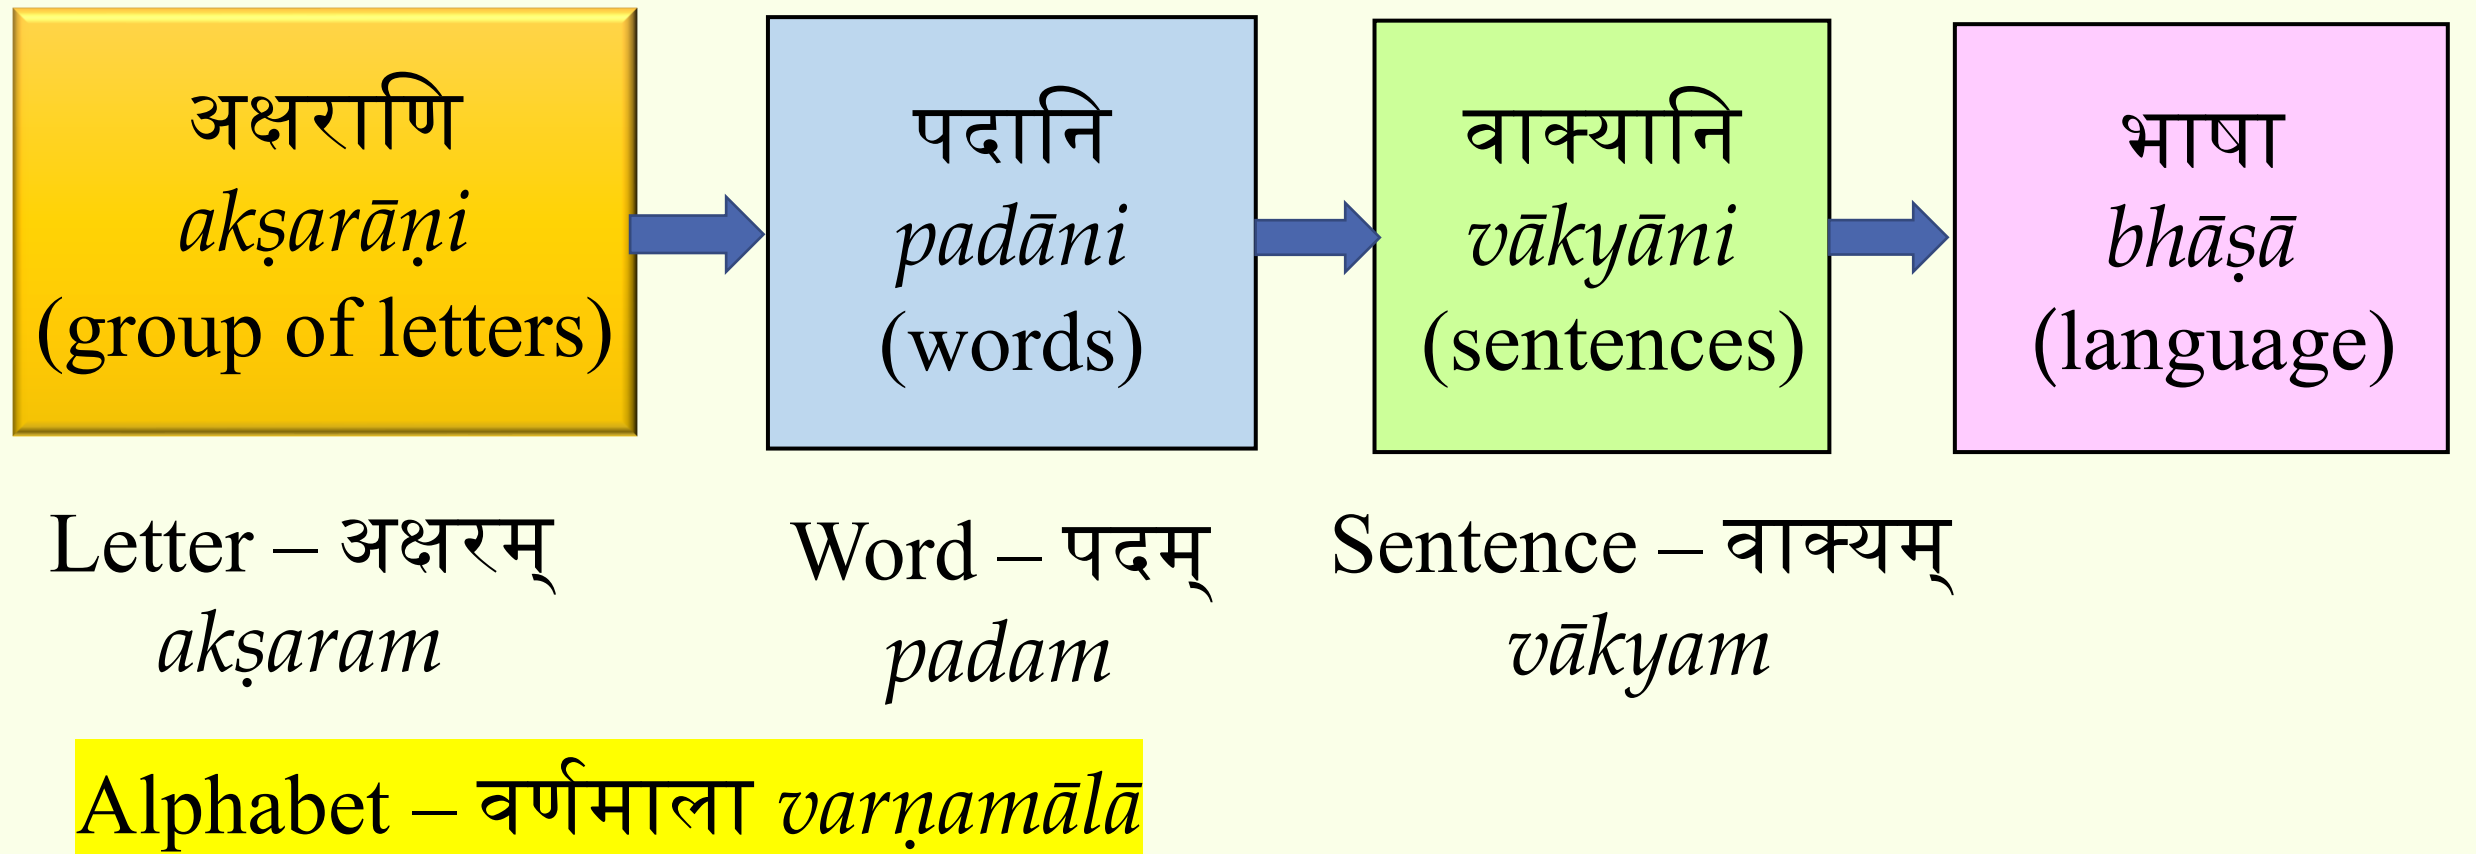 अक्षराणि
akṣarāṇi
(group of letters)
पदानि
padāni
(words)
वाक्यानि
vākyāni
(sentences)
भाषा
bhāṣā
(language)
Letter – अक्षरम्
akṣaram
Word – पदम्
padam
Sentence – वाक्यम्
vākyam
Alphabet – वर्णमाला varṇamālā